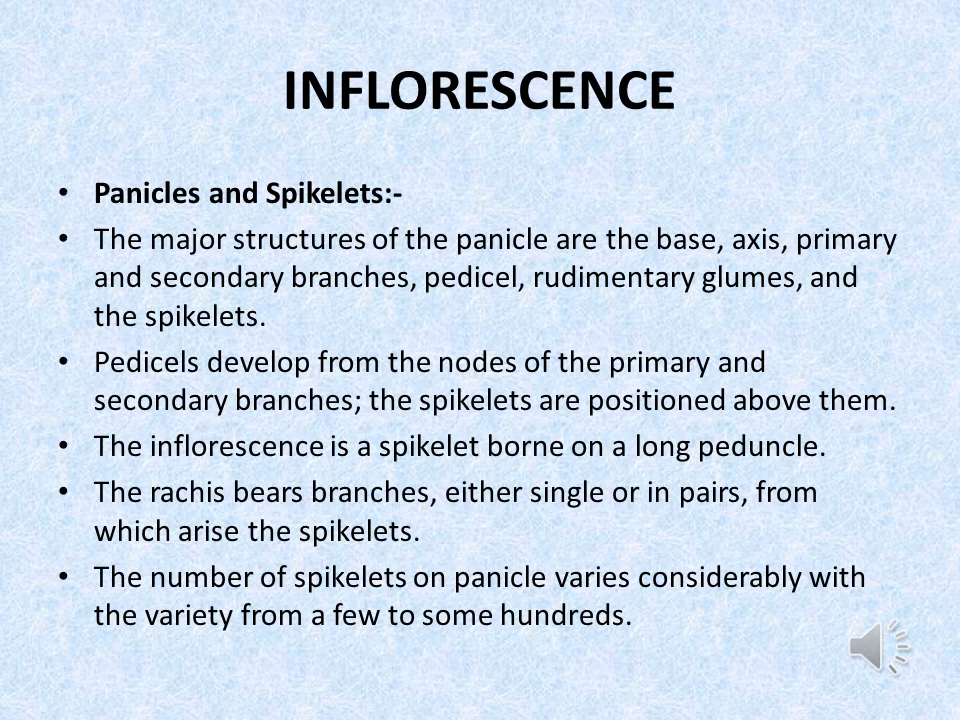 INFLORESCENCE
• Panicles and Spikelets:-
• The major structures of the panicle are the base, axis, primary
and secondary branches, pedicel, rudimentary glumes, and
the spikelets.
• Pedicels develop from the nodes of the primary and
secondary branches; the spikelets are positioned above them.
• The inflorescence is a spikelet borne on a long peduncle.
• The rachis bears branches, either single or in pairs, from
which arise the spikelets.
• The number of spikelets on panicle varies considerably with
the variety from a few to some hundreds.